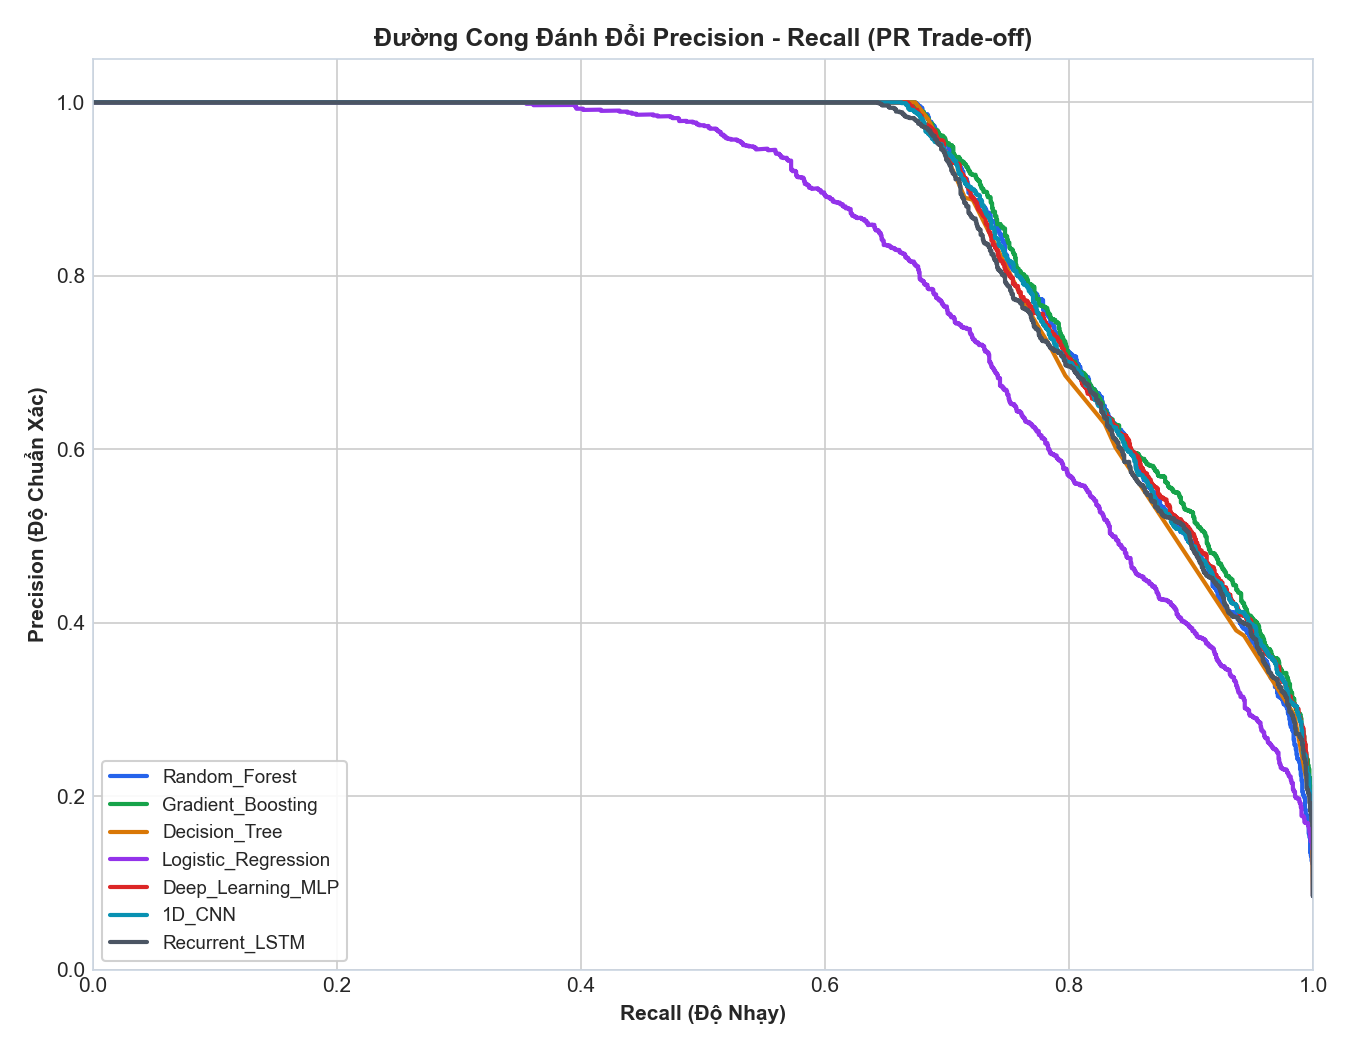 Đường Cong Đánh Đổi Precision - Recall (PR Trade-off)
Precision (Độ Chuẩn Xác)
1.0
0.8
0.6
0.4
0.2
0.0
Random_Forest
Gradient_Boosting
Decision_Tree
Logistic_Regression
Deep_Learning_MLP
1D_CNN
Recurrent_LSTM
0.0 0.2 0.4 0.6 0.8 1.0
Recall (Độ Nhạy)